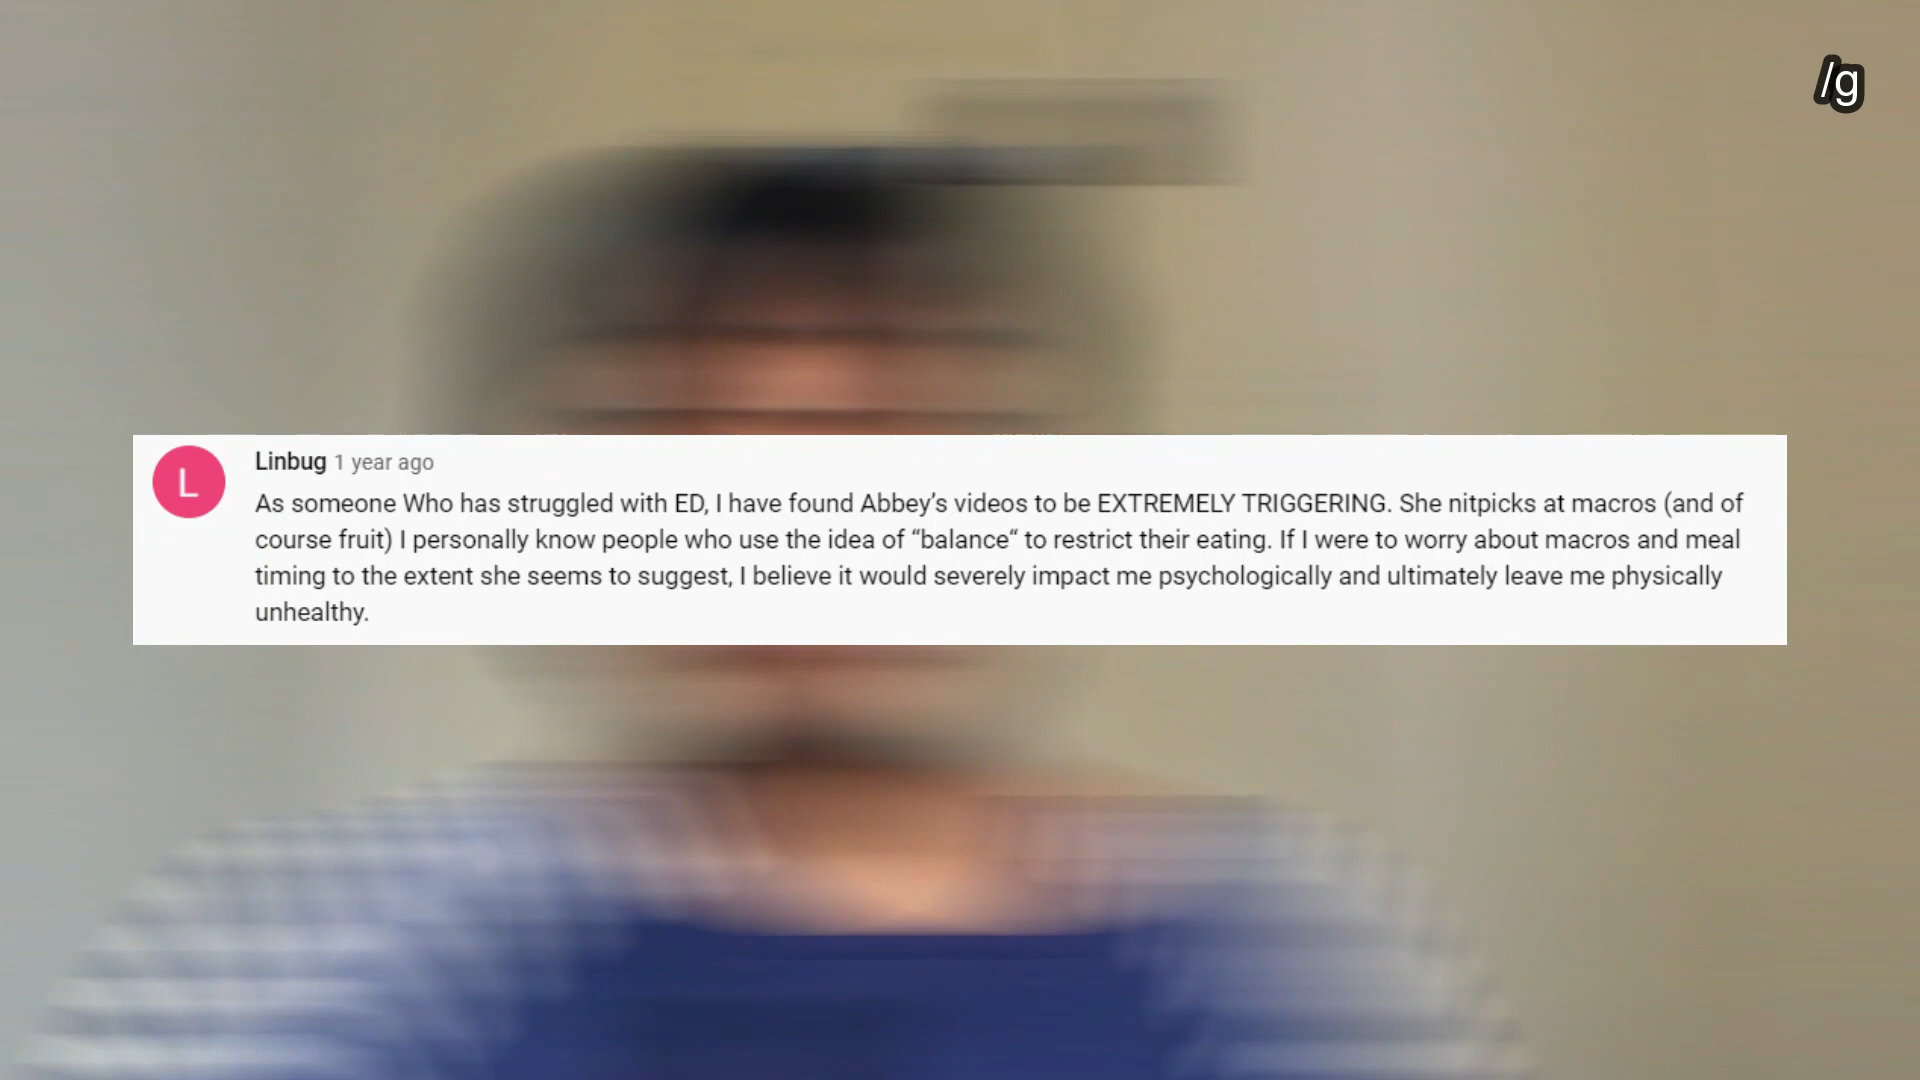 /g
Linbug 1 year ago
L
As someone Who has struggled with ED, I have found Abbey’s videos to be EXTREMELY TRIGGERING. She nitpicks at macros (and of
course fruit) I personally know people who use the idea of “balance“ to restrict their eating. If I were to worry about macros and meal
timing to the extent she seems to suggest, I believe it would severely impact me psychologically and ultimately leave me physically
unhealthy.